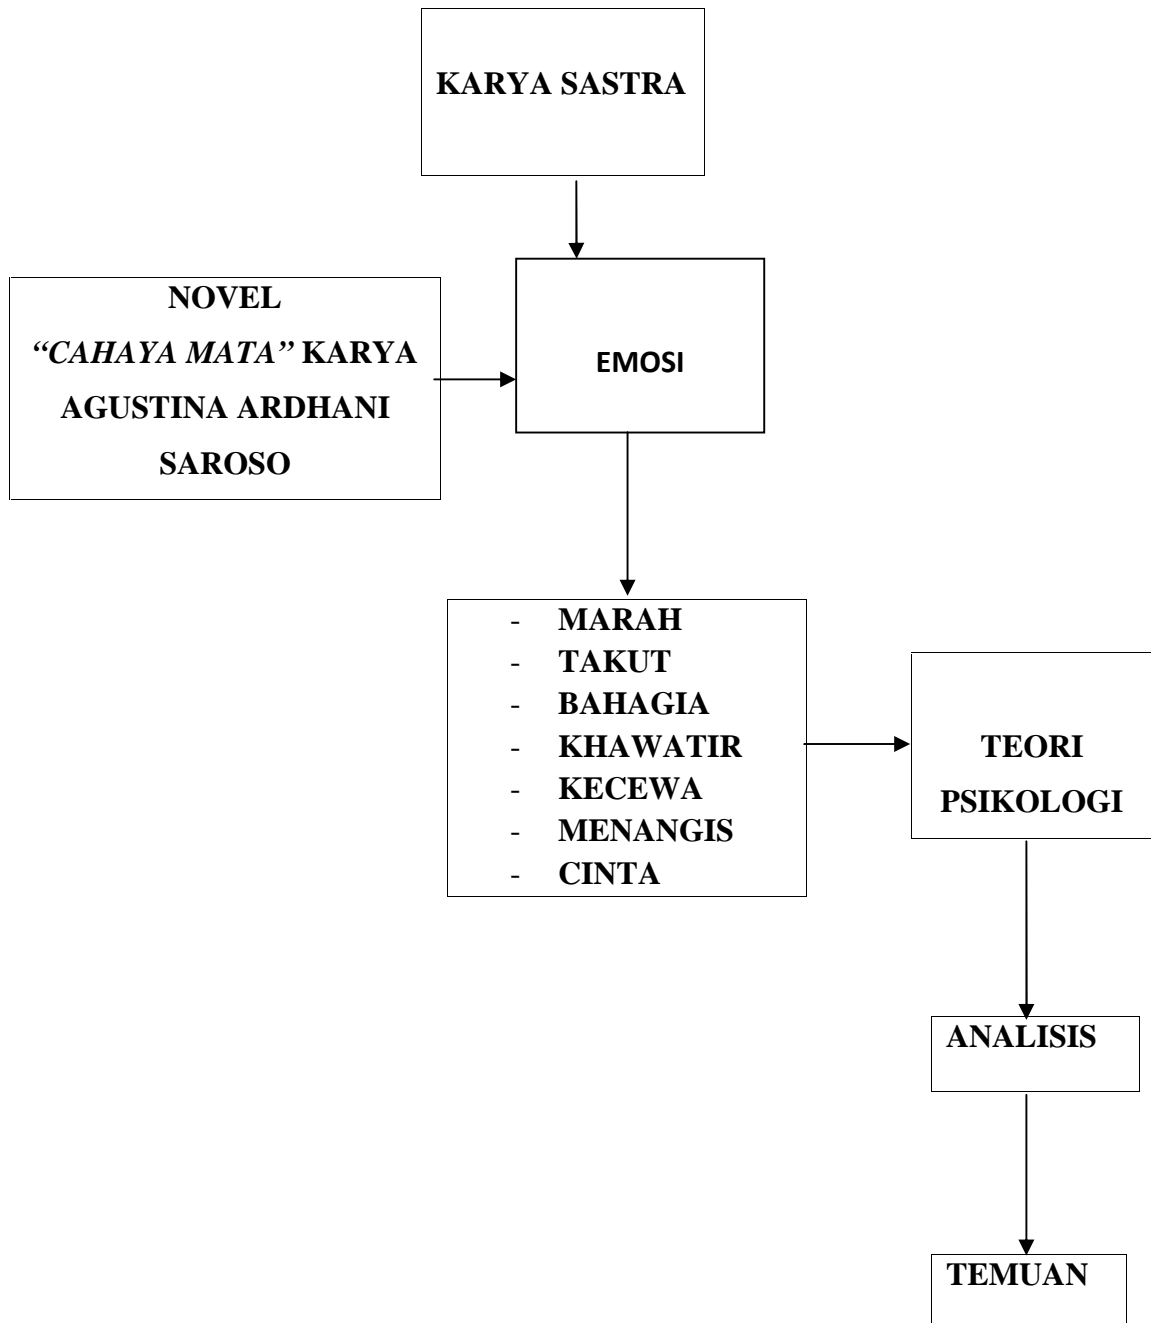 KARYA SASTRA
NOVEL
“CAHAYA MATA” KARYA
AGUSTINA ARDHANI
SAROSO
EMOSI
- MARAH
- TAKUT
- BAHAGIA
- KHAWATIR
- KECEWA
- MENANGIS
- CINTA
TEORI
PSIKOLOGI
ANALISIS
TEMUAN